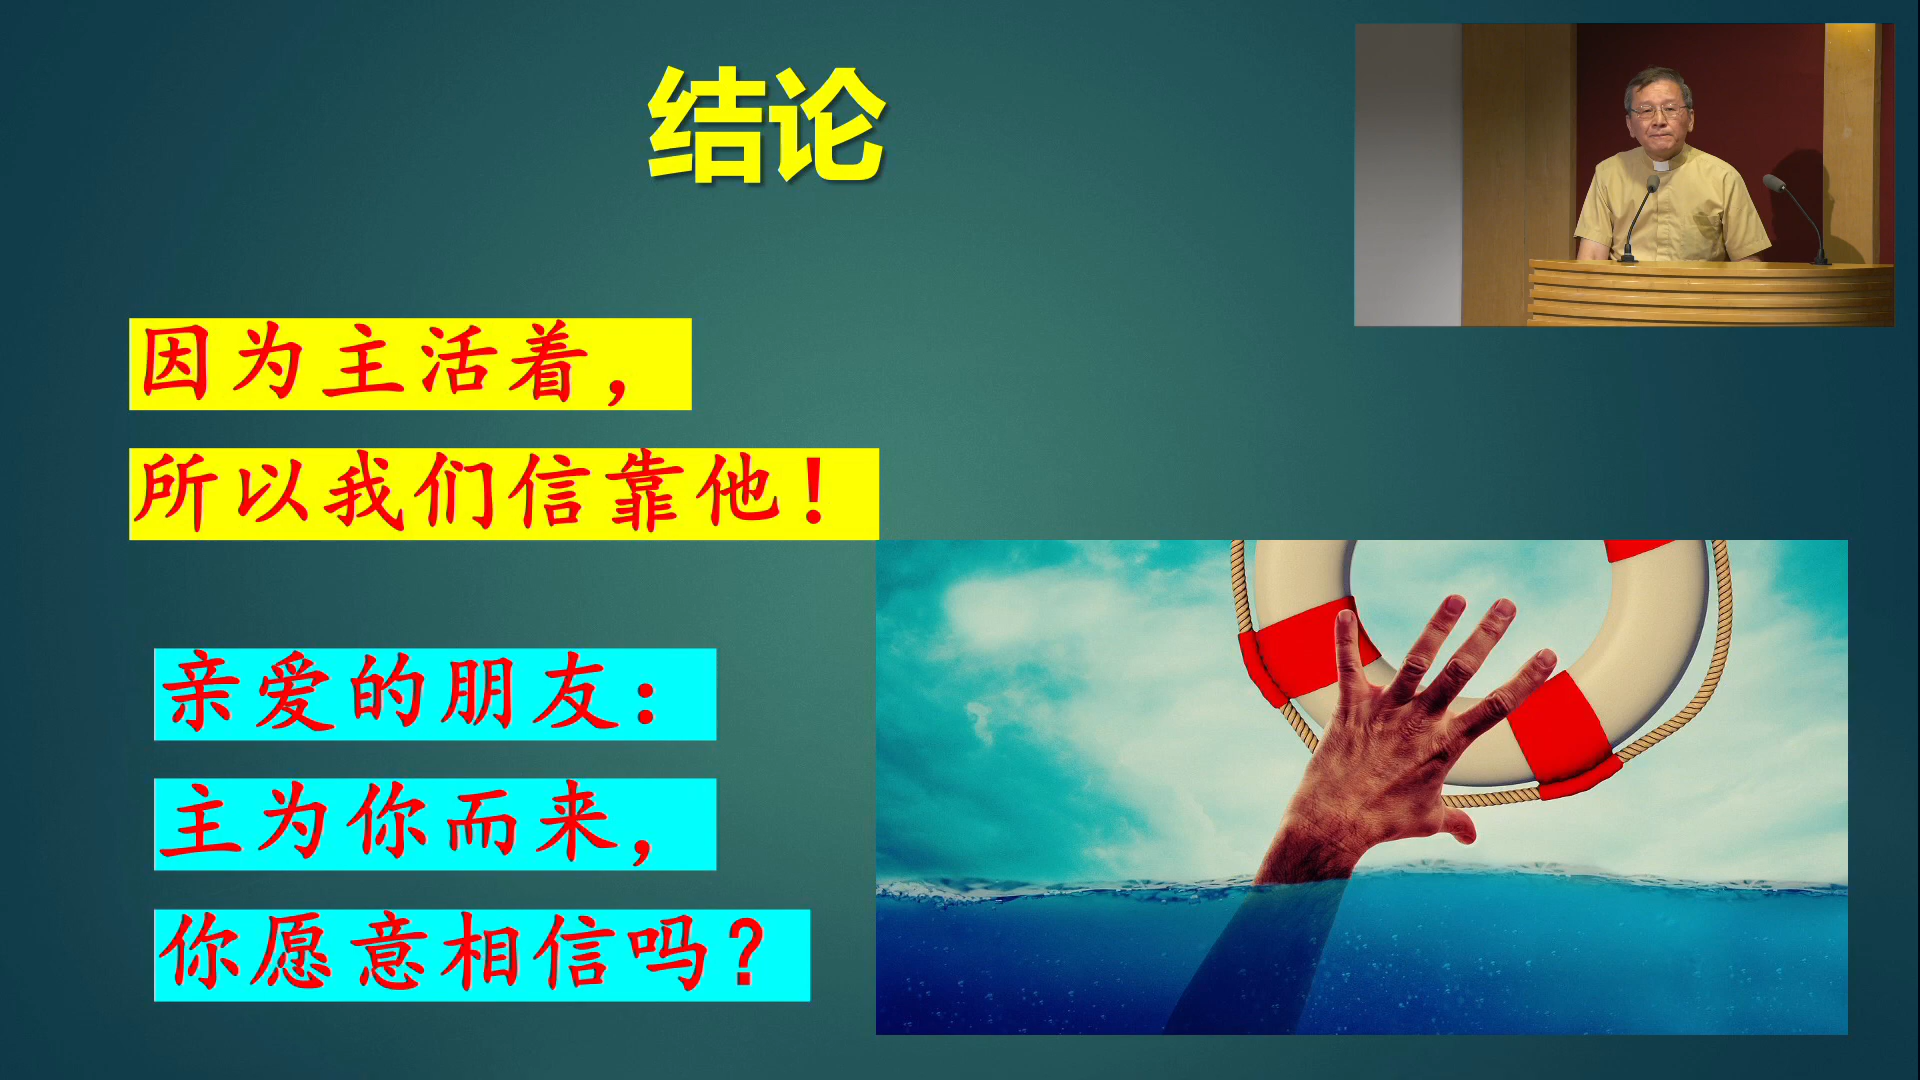 结论
因为主活着，
所以我们信靠他！
亲爱的朋友：
主为你而来，
你愿意相信吗？